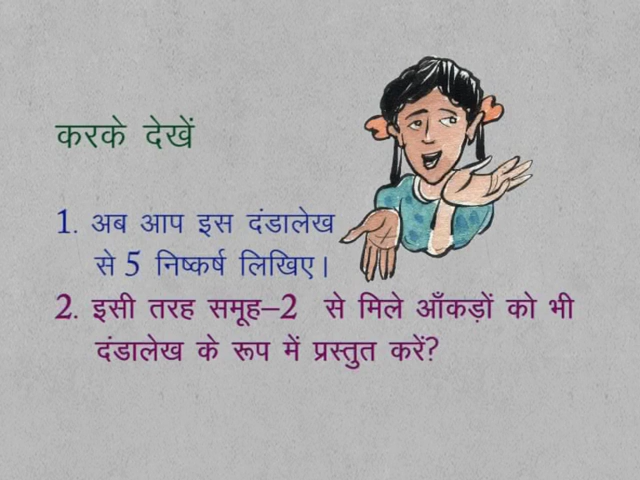 करके देखें
1. अब आप इस दंडालेख
से 5 निष्कर्ष लिखिए।
2. इसी तरह समूह–2 से मिले आँकड़ों को भी
दंडालेख के रूप में प्रस्तुत करें?